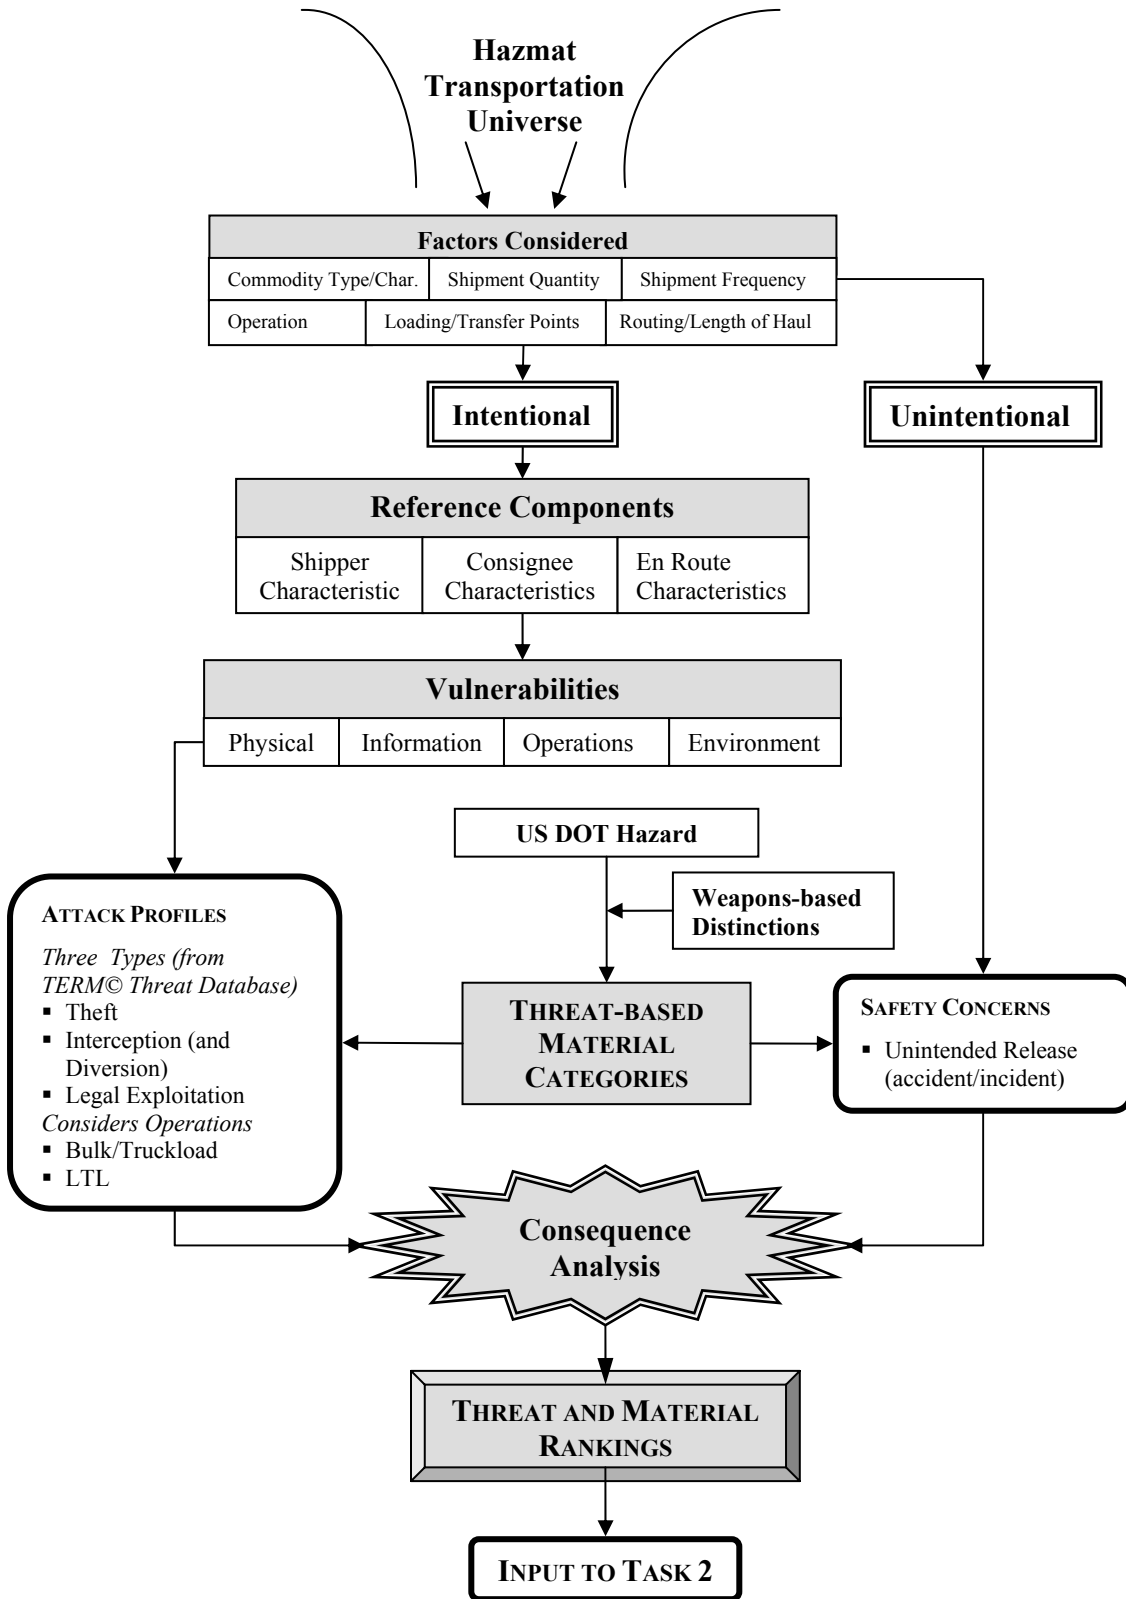 Hazmat
Transportation
Universe
Factors Considered
Commodity Type/Char. Shipment Quantity Shipment Frequency
Operation Loading/Transfer Points Routing/Length of Haul
Intentional Unintentional
Reference Components
Shipper
Characteristic
Consignee
Characteristics
En Route
Characteristics
Vulnerabilities
Physical Information Operations Environment
US DOT Hazard
Weapons-based
Distinctions
ATTACK PROFILES
Three Types (from
TERM© Threat Database)
▪ Theft
▪ Interception (and
Diversion)
▪ Legal Exploitation
Considers Operations
▪ Bulk/Truckload
▪ LTL
THREAT-BASED
MATERIAL
CATEGORIES
SAFETY CONCERNS
▪ Unintended Release
(accident/incident)
Consequence
Analysis
THREAT AND MATERIAL
RANKINGS
INPUT TO TASK 2